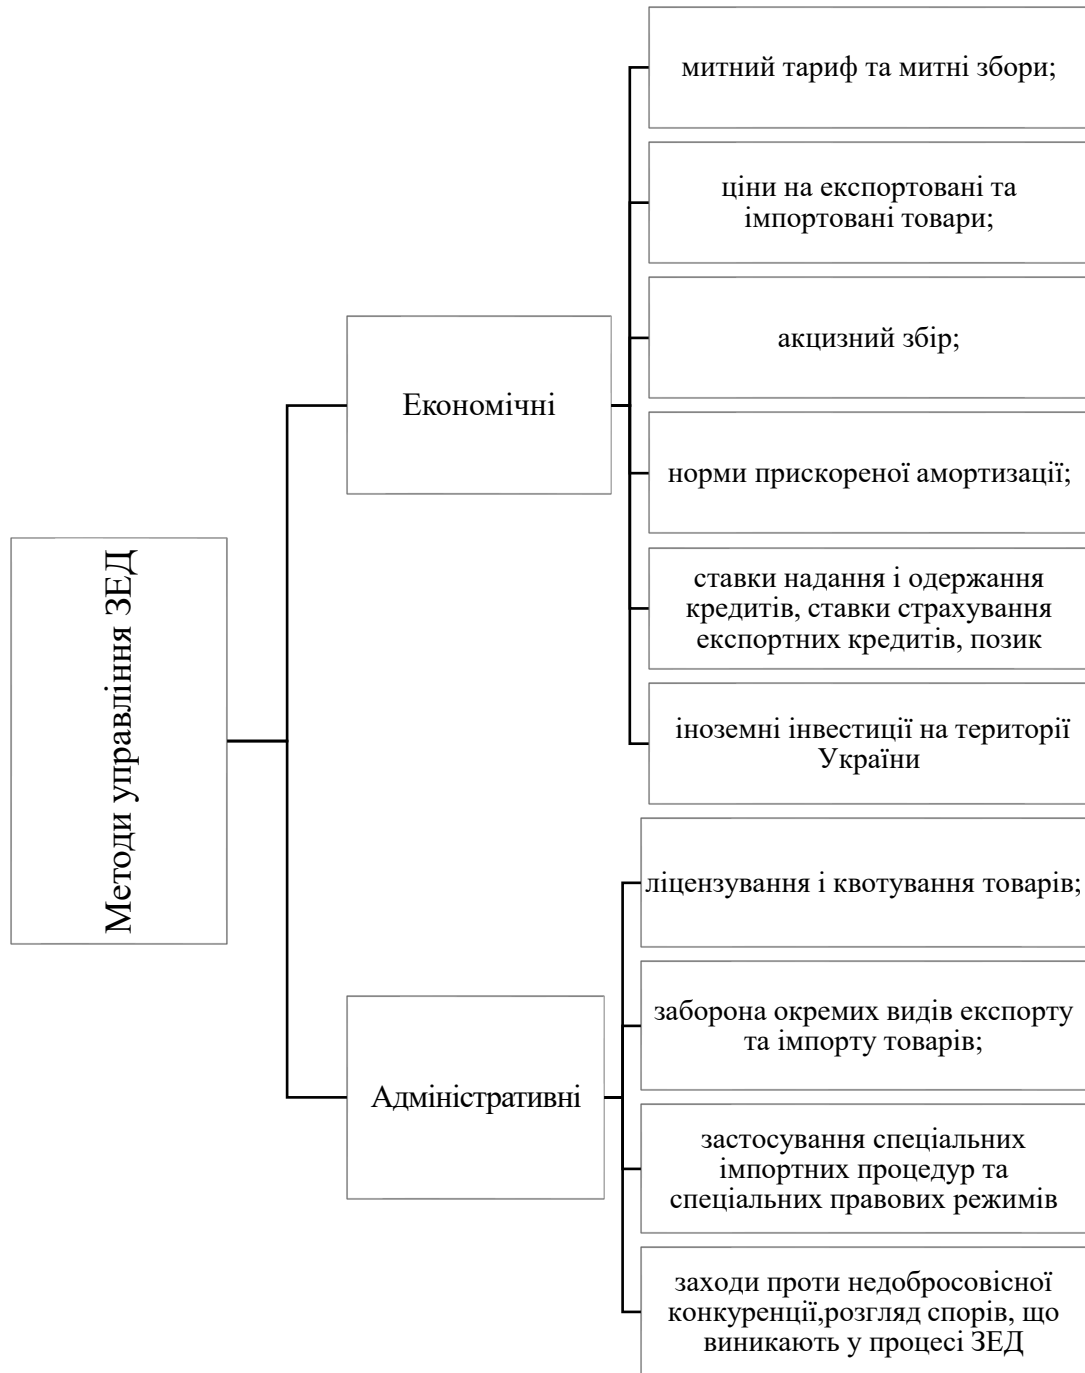 Методи управління ЗЕД
Економічні
митний тариф та митні збори;
ціни на експортовані та
імпортовані товари;
акцизний збір;
норми прискореної амортизації;
ставки надання і одержання
кредитів, ставки страхування
експортних кредитів, позик
іноземні інвестиції на території
України
Адміністративні
ліцензування і квотування товарів;
заборона окремих видів експорту
та імпорту товарів;
застосування спеціальних
імпортних процедур та
спеціальних правових режимів
заходи проти недобросовісної
конкуренції,розгляд спорів, що
виникають у процесі ЗЕД